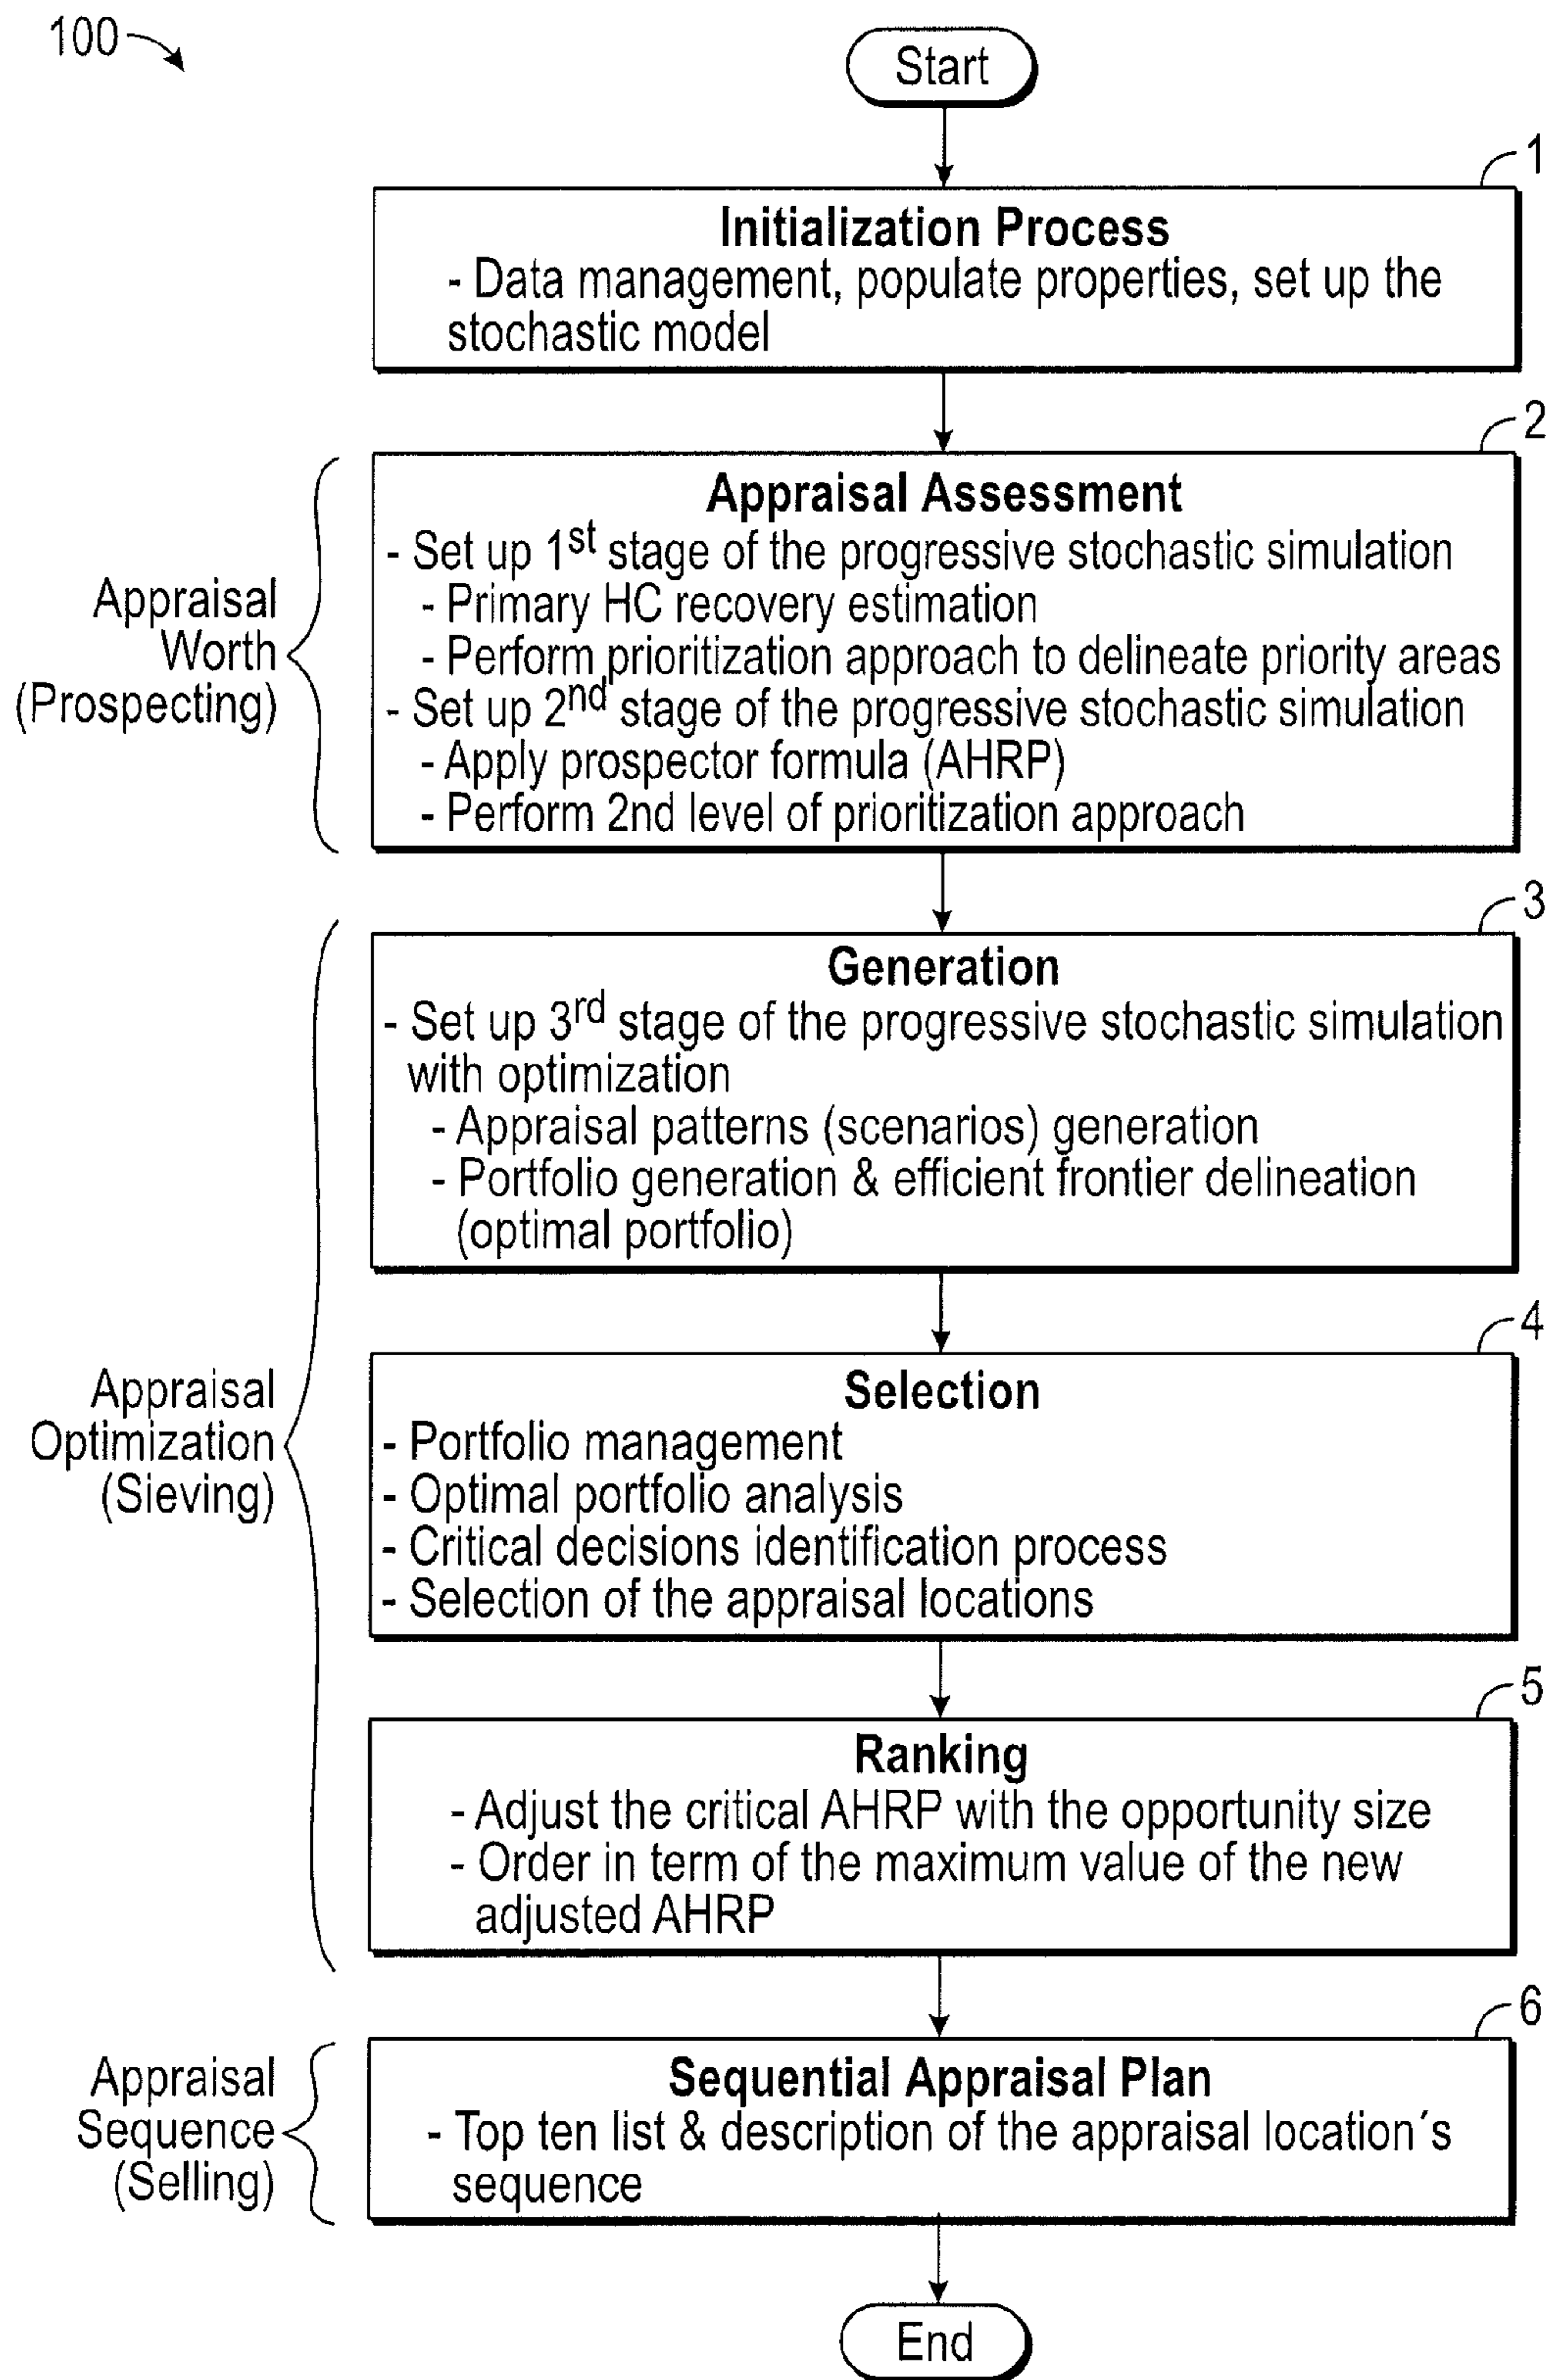 100
Start
1
Initialization Process
- Data management, populate properties, set up the
stochastic model
2
Appraisal
Worth
(Prospecting)
Appraisal Assessment
- Set up 1st stage of the progressive stochastic simulation
- Primary HC recovery estimation
- Perform prioritization approach to delineate priority areas
- Set up 2nd stage of the progressive stochastic simulation
- Apply prospector formula (AHRP)
- Perform 2nd level of prioritization approach
3
Generation
- Set up 3rd stage of the progressive stochastic simulation
with optimization
- Appraisal patterns (scenarios) generation
- Portfolio generation & efficient frontier delineation
(optimal portfolio)
Appraisal
Optimization
(Sieving)
4
Selection
- Portfolio management
- Optimal portfolio analysis
- Critical decisions identification process
- Selection of the appraisal locations
5
Ranking
- Adjust the critical AHRP with the opportunity size
- Order in term of the maximum value of the new
adjusted AHRP
6
Appraisal
Sequence
(Selling)
Sequential Appraisal Plan
- Top ten list & description of the appraisal location´s
sequence
End